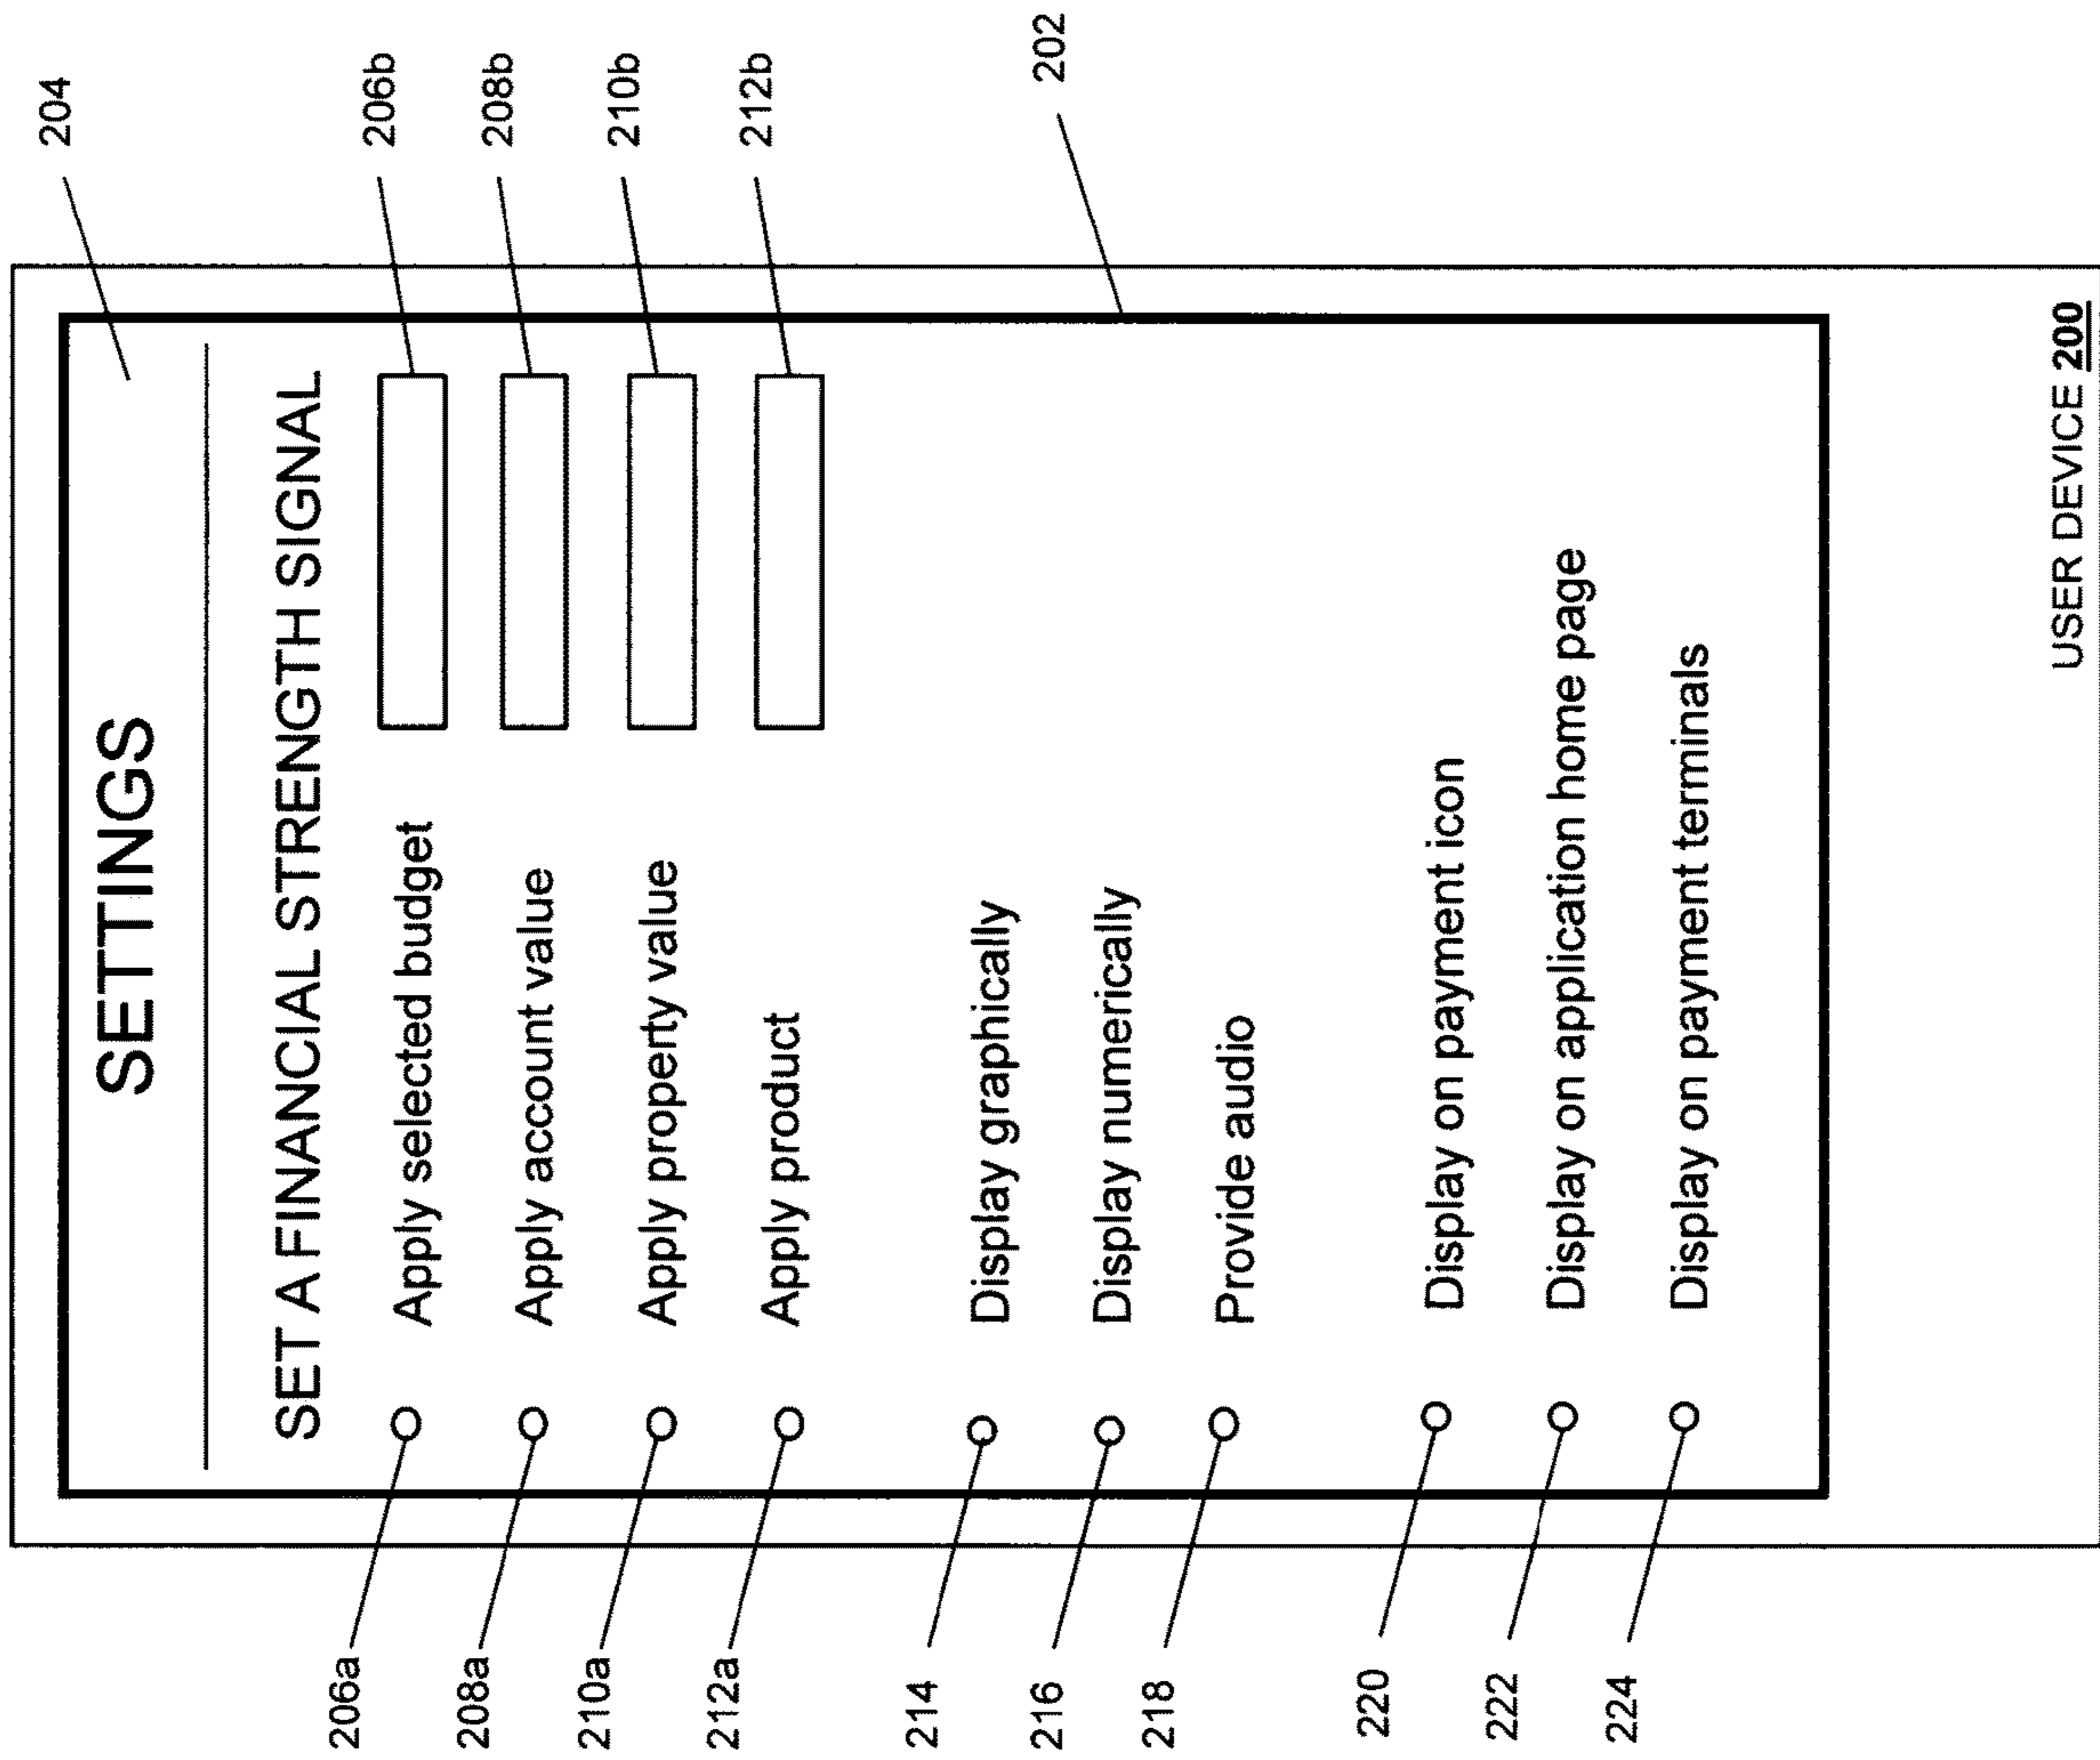 204
SETTINGS
SET A FINANCIAL STRENGTH SIGNAL
206a
Apply selected budget
206b
208a
Apply account value
208b
210a
Apply property value
210b
212a
Apply product
212b
214
Display graphically
216
Display numerically
218
Provide audio
202
220
Display on payment icon
222
Display on application home page
224
Display on payment terminals
USER DEVICE 200